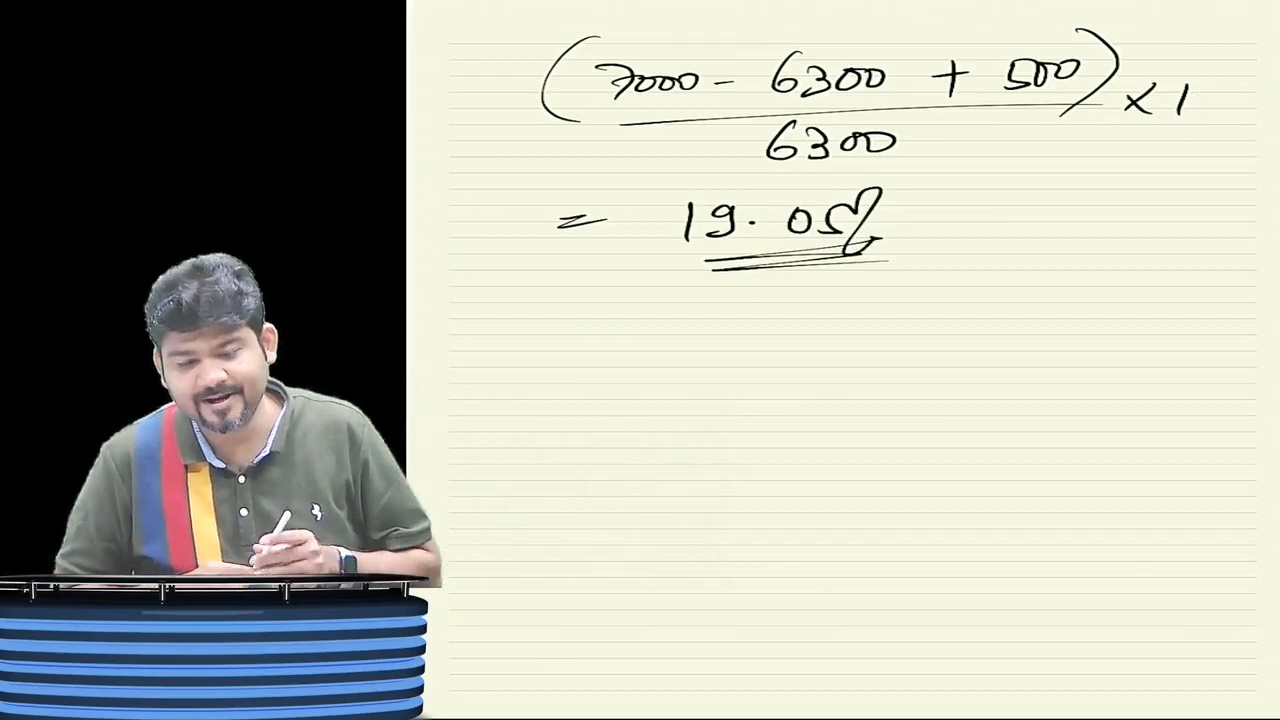 (7000 - 6300 + 500) × 1
6300
= 19.05%